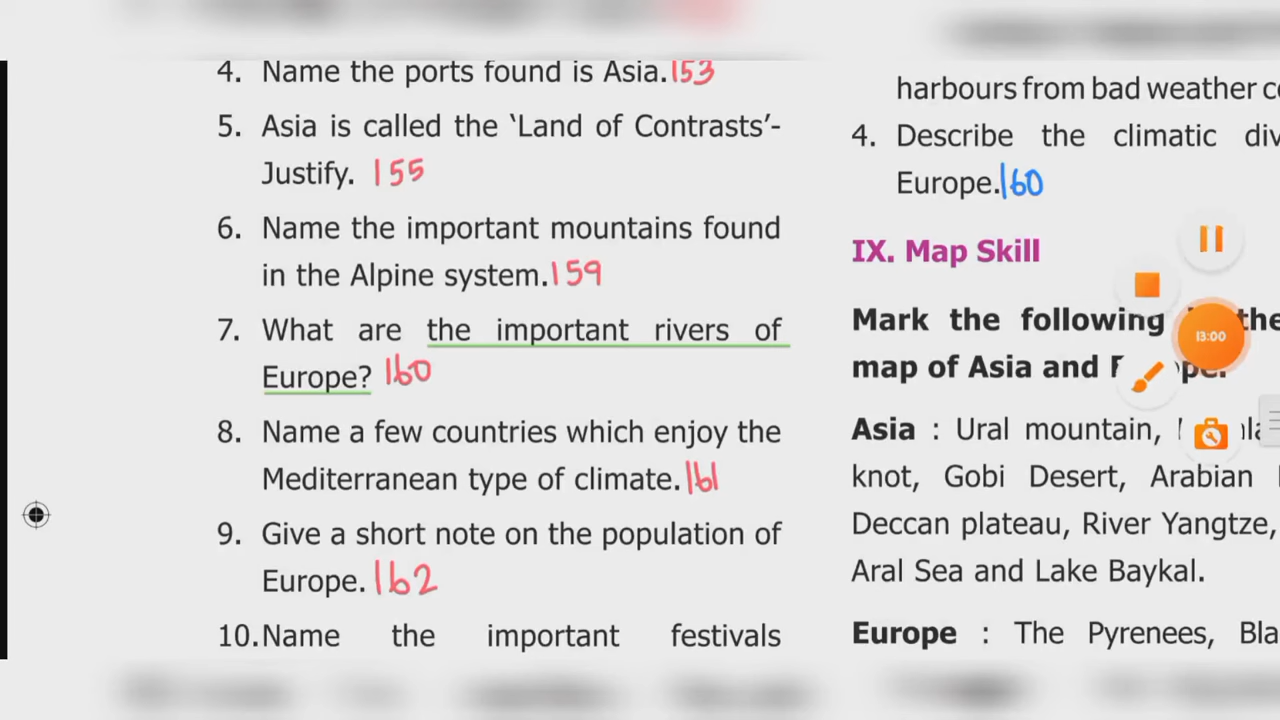 4. Name the ports found is Asia. 153
5. Asia is called the ‘Land of Contrasts’-
Justify. 155
6. Name the important mountains found
in the Alpine system. 159
7. What are the important rivers of
Europe? 160
8. Name a few countries which enjoy the
Mediterranean type of climate. 161
9. Give a short note on the population of
Europe. 162
10. Name the important festivals
harbours from bad weather
4. Describe the climatic
Europe. 160
IX. Map Skill
Mark the following the
map of Asia and
Asia : Ural mountain,
knot, Gobi Desert, Arabian
Deccan plateau, River Yangtze,
Aral Sea and Lake Baykal.
Europe : The Pyrenees,
13:00